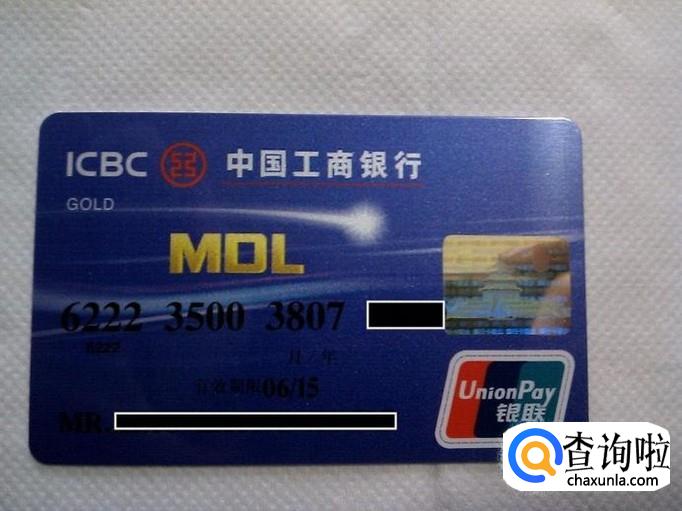 ICBC 中国工商银行
GOLD
MDL
6222 3500 3807
6222
月/年
有效期限06/15
MR.
UnionPay
银联
查询啦
chaxunla.com